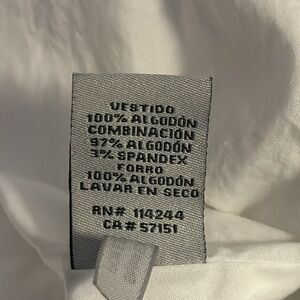 VESTIDO
100% ALGODÓN
COMBINACIÓN
97% ALGODÓN
3% SPANDEX
FORRO
100% ALGODÓN
LAVAR EN SECO
RN# 114244
CA# 57151